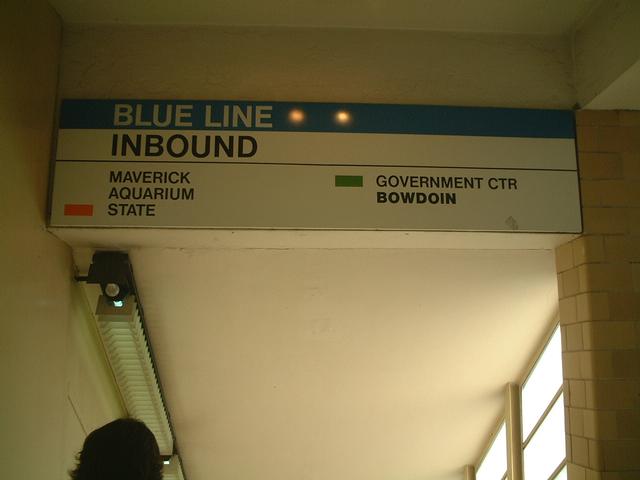 BLUE LINE
INBOUND
MAVERICK
AQUARIUM
STATE
GOVERNMENT CTR
BOWDOIN